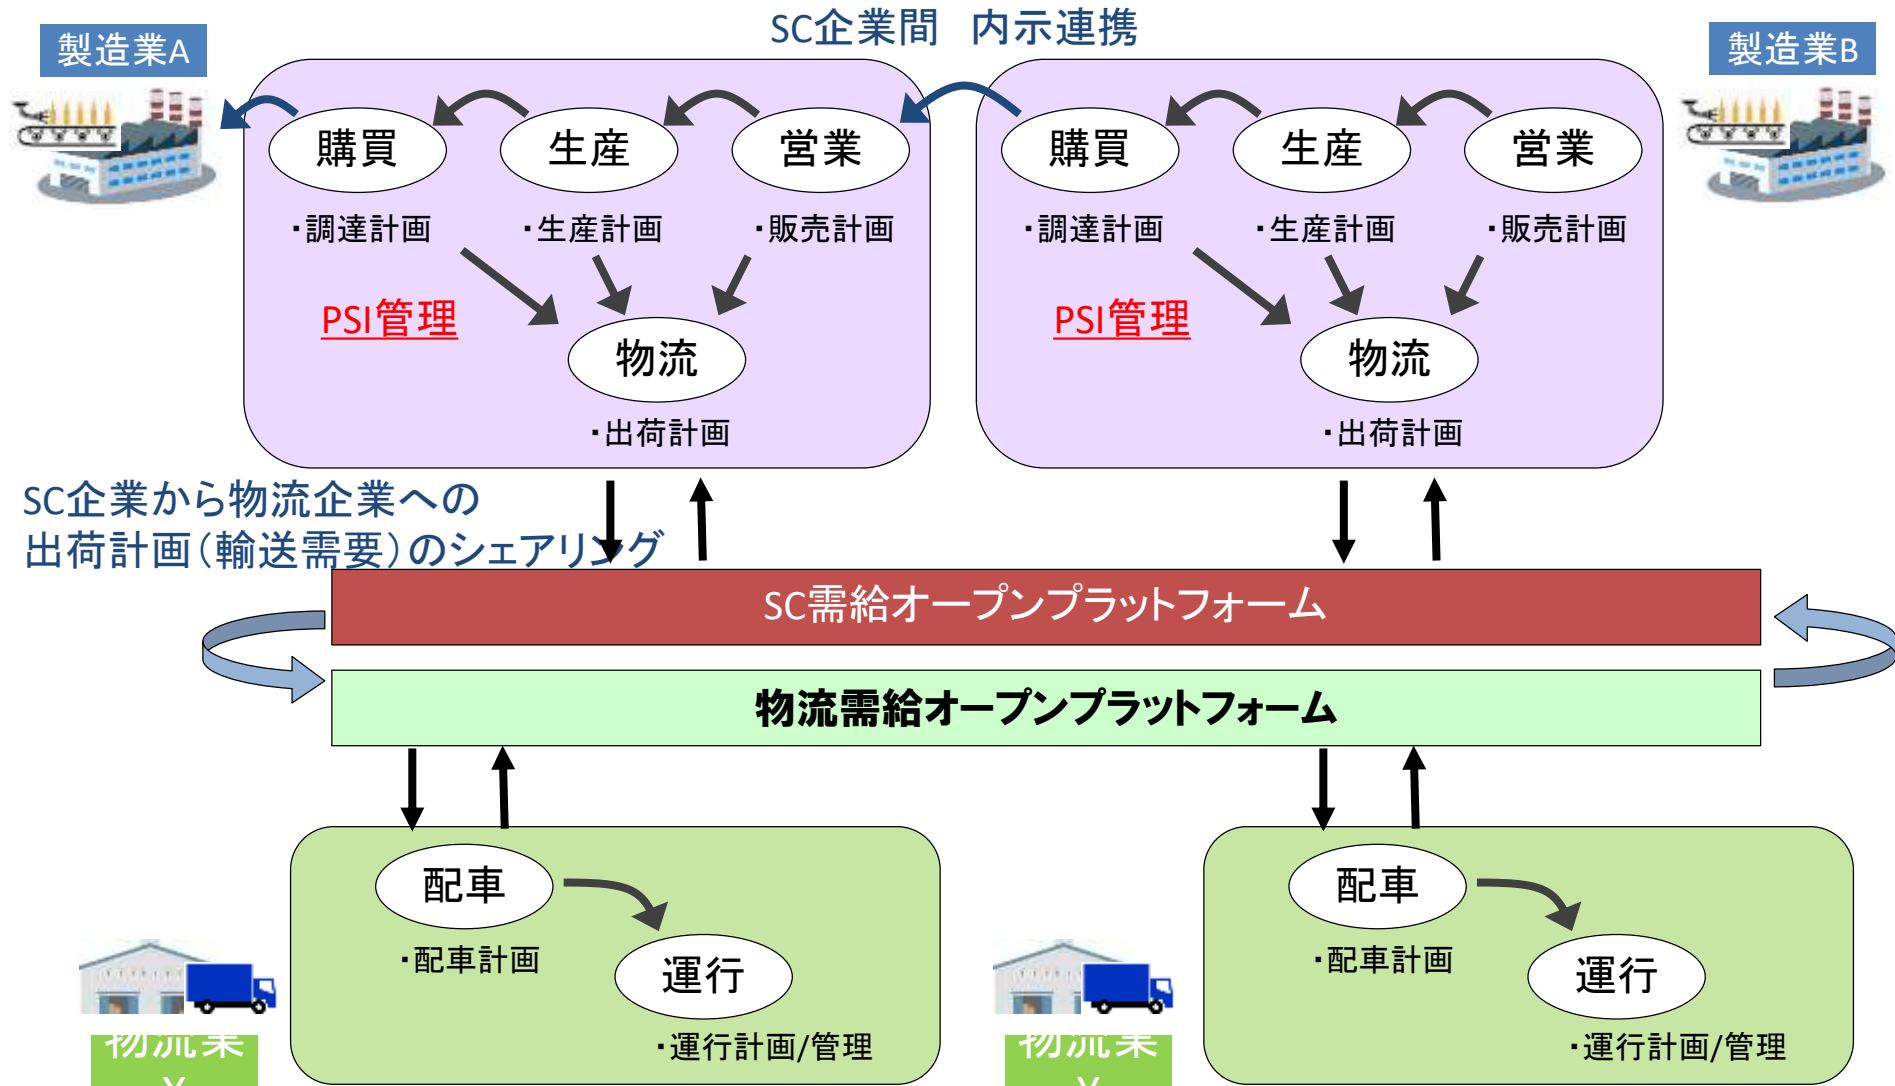 SC企業間　内示連携
製造業A
製造業B
購買
生産
営業
購買
生産
営業
・調達計画
・生産計画
・販売計画
・調達計画
・生産計画
・販売計画
PSI管理
PSI管理
物流
物流
・出荷計画
・出荷計画
SC企業から物流企業への
出荷計画（輸送需要）のシェアリング
SC需給オープンプラットフォーム
物流需給オープンプラットフォーム
配車
・配車計画
運行
・運行計画/管理
配車
・配車計画
運行
・運行計画/管理
物流業
物流業